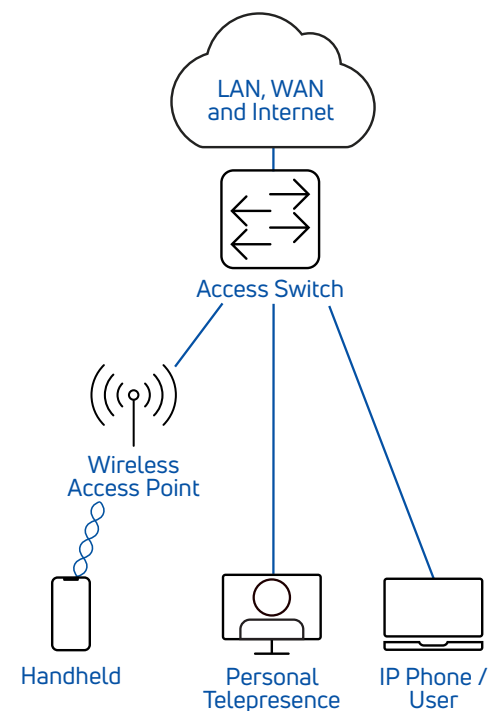 LAN, WAN
and Internet
Access Switch
Wireless
Access Point
Handheld
Personal
Telepresence
IP Phone /
User